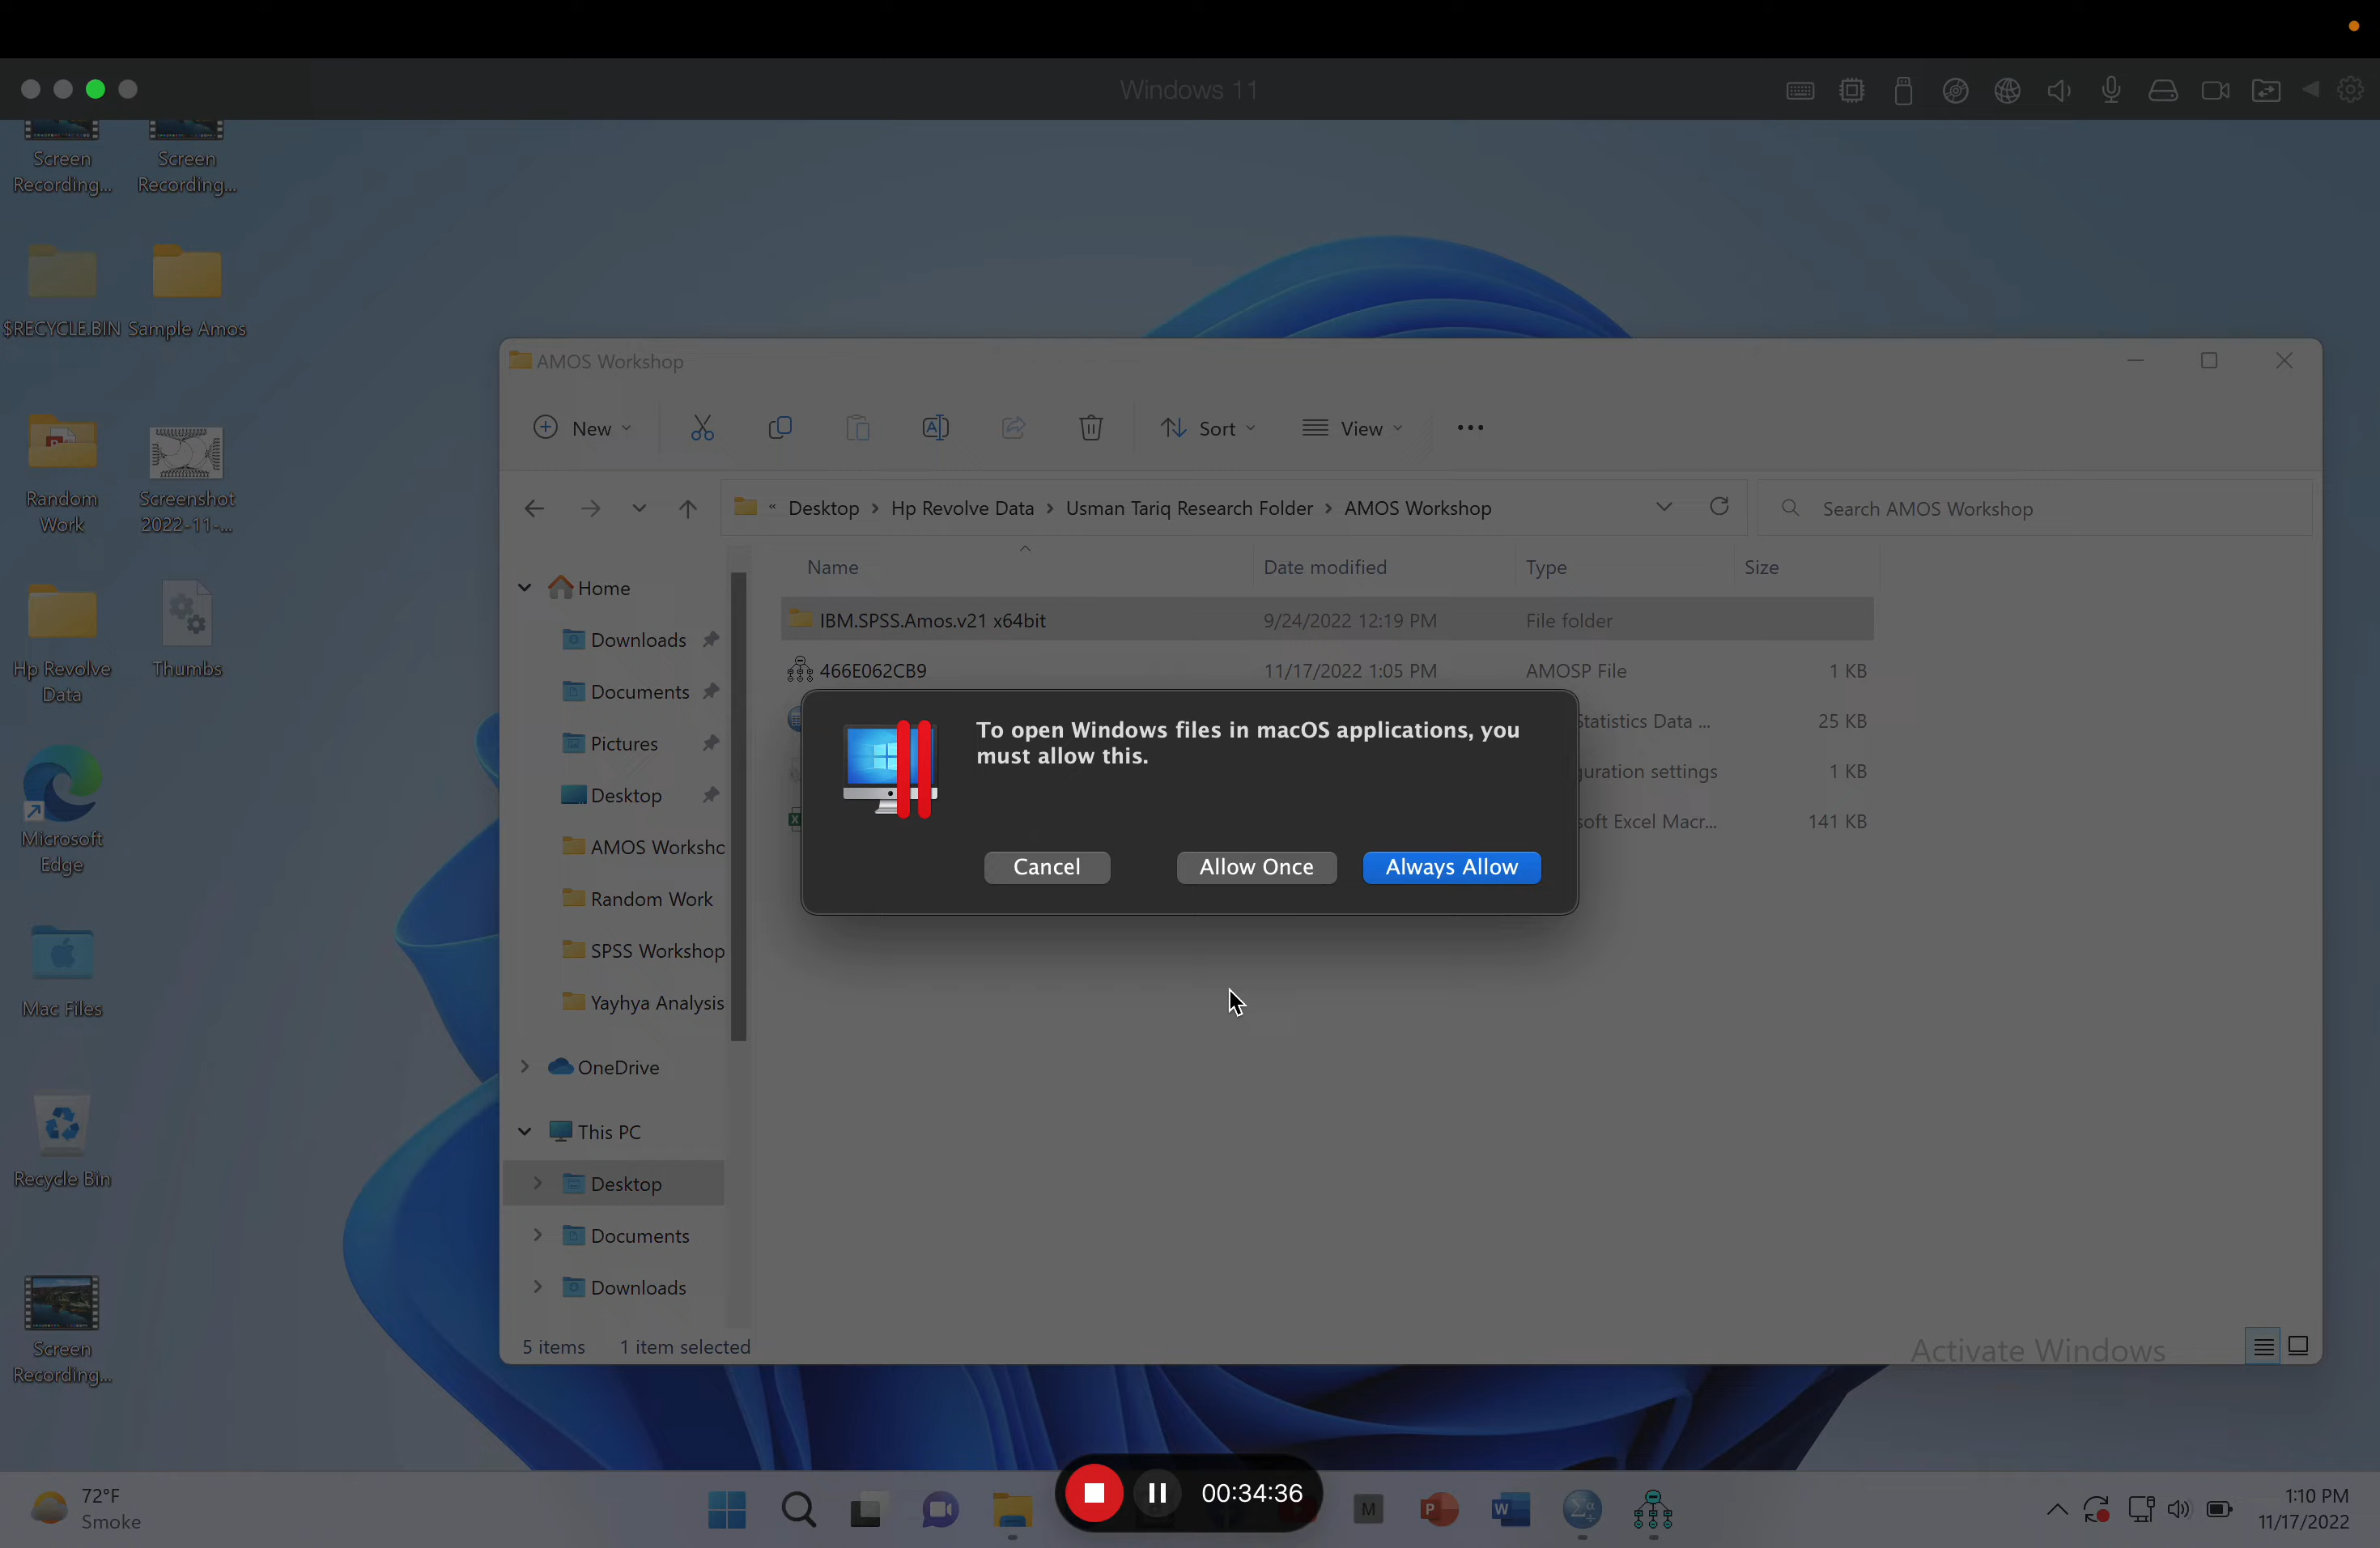 Windows 11
Screen
Recording...
Screen
Recording...
$RECYCLE.BIN
Sample Amos
Random
Work
Screenshot
2022-11-...
Hp Revolve
Data
Thumbs
Microsoft
Edge
Mac Files
Recycle Bin
Screen
Recording...
AMOS Workshop
New
Sort
View
« Desktop > Hp Revolve Data > Usman Tariq Research Folder > AMOS Workshop
Search AMOS Workshop
Home
Downloads
Documents
Pictures
Desktop
AMOS Worksho
Random Work
SPSS Workshop
Yayhya Analysis
OneDrive
This PC
Desktop
Documents
Downloads
Name Date modified Type Size
IBM.SPSS.Amos.v21 x64bit 9/24/2022 12:19 PM File folder
466E062CB9 11/17/2022 1:05 PM AMOSP File 1 KB
Statistics Data ... 25 KB
uration settings 1 KB
soft Excel Macr... 141 KB
To open Windows files in macOS applications, you
must allow this.
Cancel Allow Once Always Allow
5 items 1 item selected
Activate Windows
72°F
Smoke
00:34:36
1:10 PM
11/17/2022